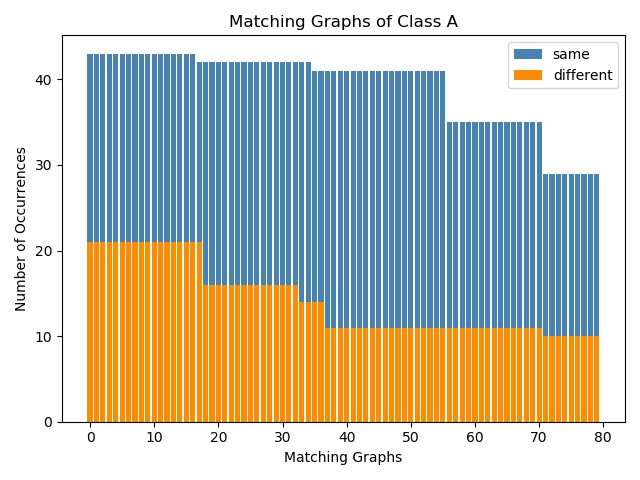 Matching Graphs of Class A
same
different
Number of Occurrences
40
30
20
10
0
0 10 20 30 40 50 60 70 80
Matching Graphs